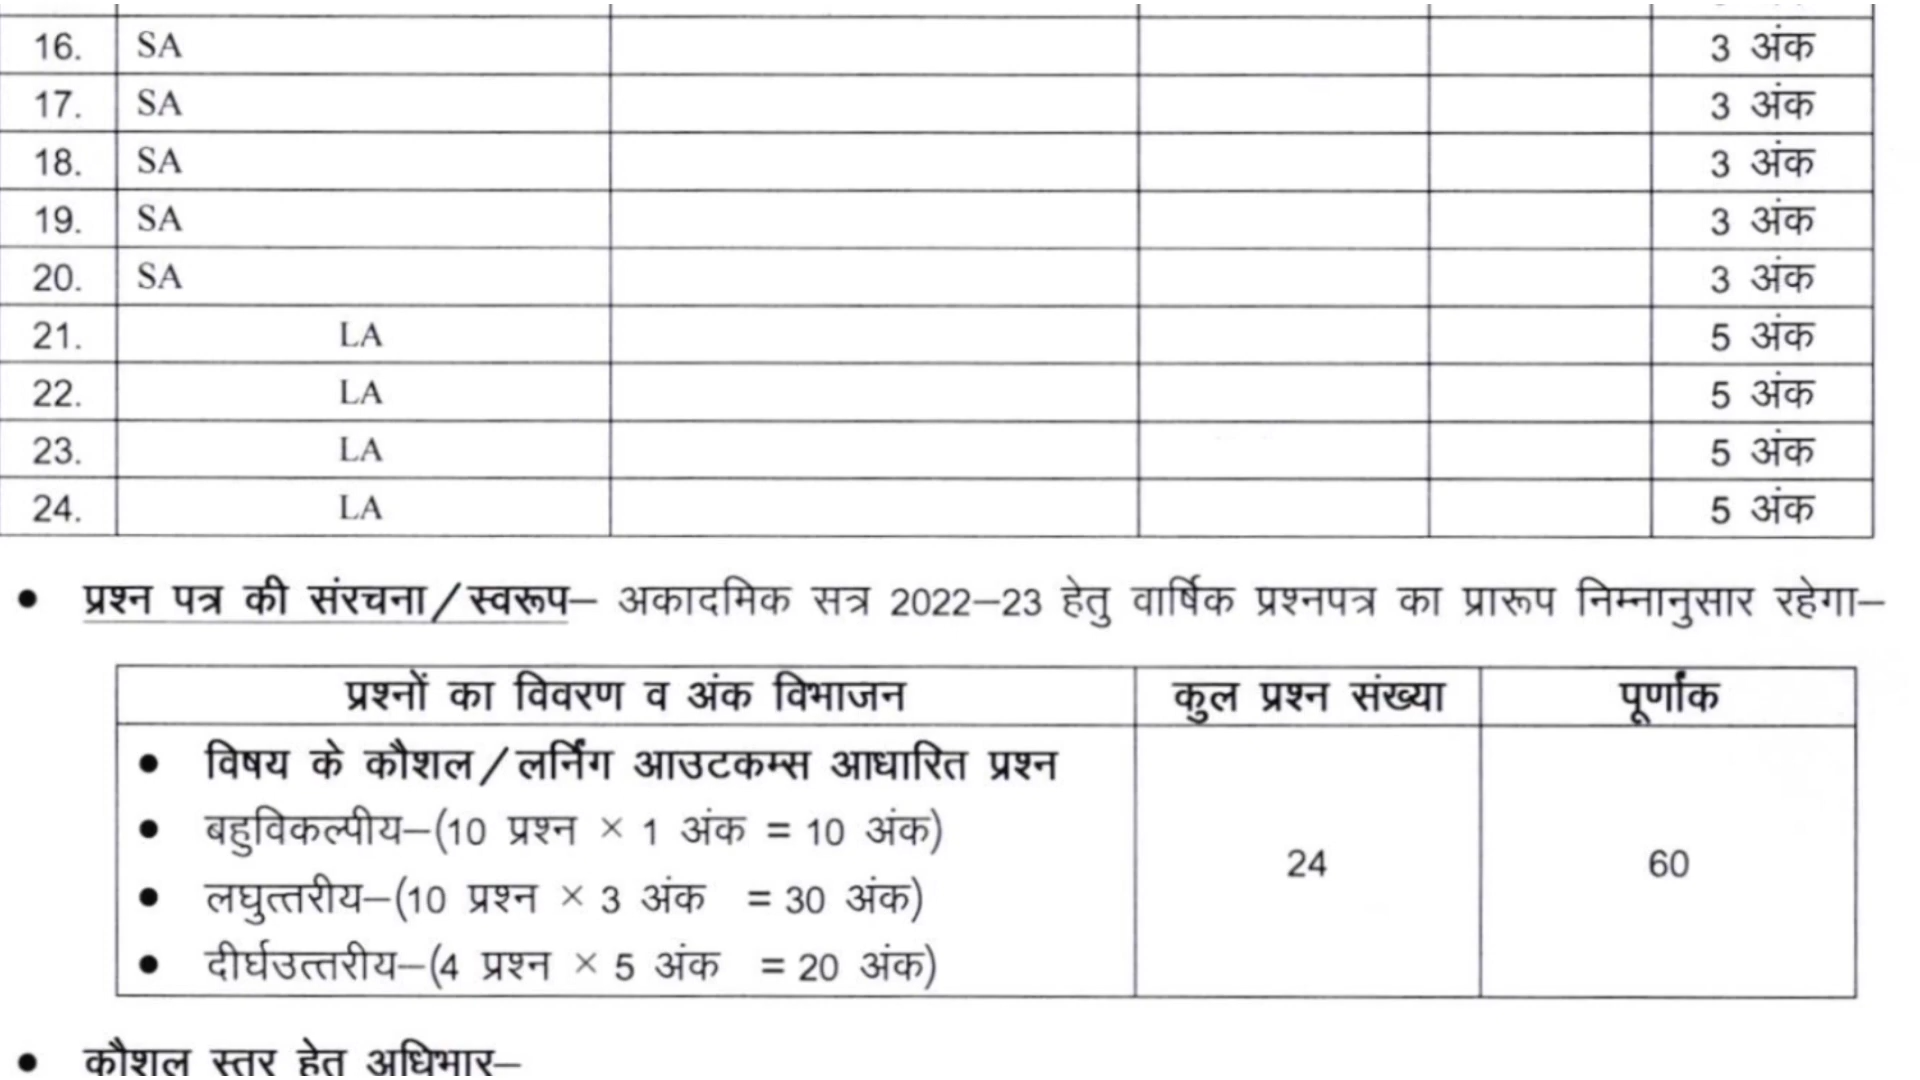 16. SA 3 अंक
17. SA 3 अंक
18. SA 3 अंक
19. SA 3 अंक
20. SA 3 अंक
21. LA 5 अंक
22. LA 5 अंक
23. LA 5 अंक
24. LA 5 अंक
• प्रश्न पत्र की संरचना/स्वरूप– अकादमिक सत्र 2022–23 हेतु वार्षिक प्रश्नपत्र का प्रारूप निम्नानुसार रहेगा–
प्रश्नों का विवरण व अंक विभाजन कुल प्रश्न संख्या पूर्णांक
• विषय के कौशल/लर्निंग आउटकम्स आधारित प्रश्न
• बहुविकल्पीय–(10 प्रश्न × 1 अंक = 10 अंक)
24 60
• लघुत्तरीय–(10 प्रश्न × 3 अंक = 30 अंक)
• दीर्घउत्तरीय–(4 प्रश्न × 5 अंक = 20 अंक)
• कौशल स्तर हेतु अधिभार–